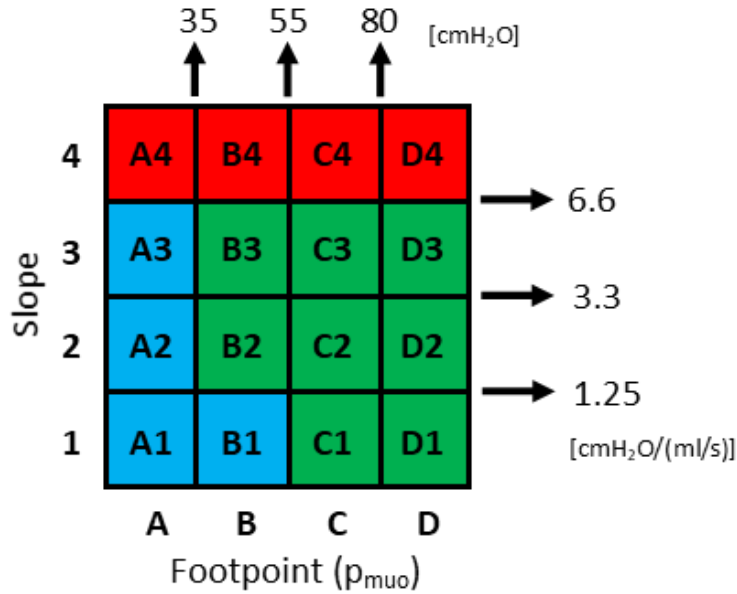 35 55 80 [cmH₂O]
4 A4 B4 C4 D4
6.6
3 A3 B3 C3 D3
3.3
2 A2 B2 C2 D2
1.25
1 A1 B1 C1 D1
[cmH₂O/(ml/s)]
Slope
A B C D
Footpoint (pmuo)